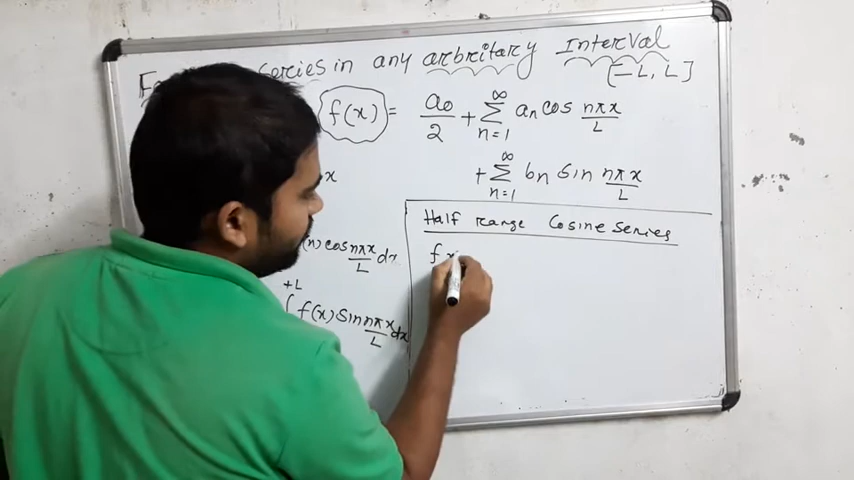 series in any arbritary Interval
[-L, L]
f(x) = a₀/2 + Σ_{n=1}^{∞} aₙ cos nπx/L
+ Σ_{n=1}^{∞} bₙ sin nπx/L
x
Half range Cosine series
cos nπx/L dx
f x
+L
f(x) sin nπx/L dx